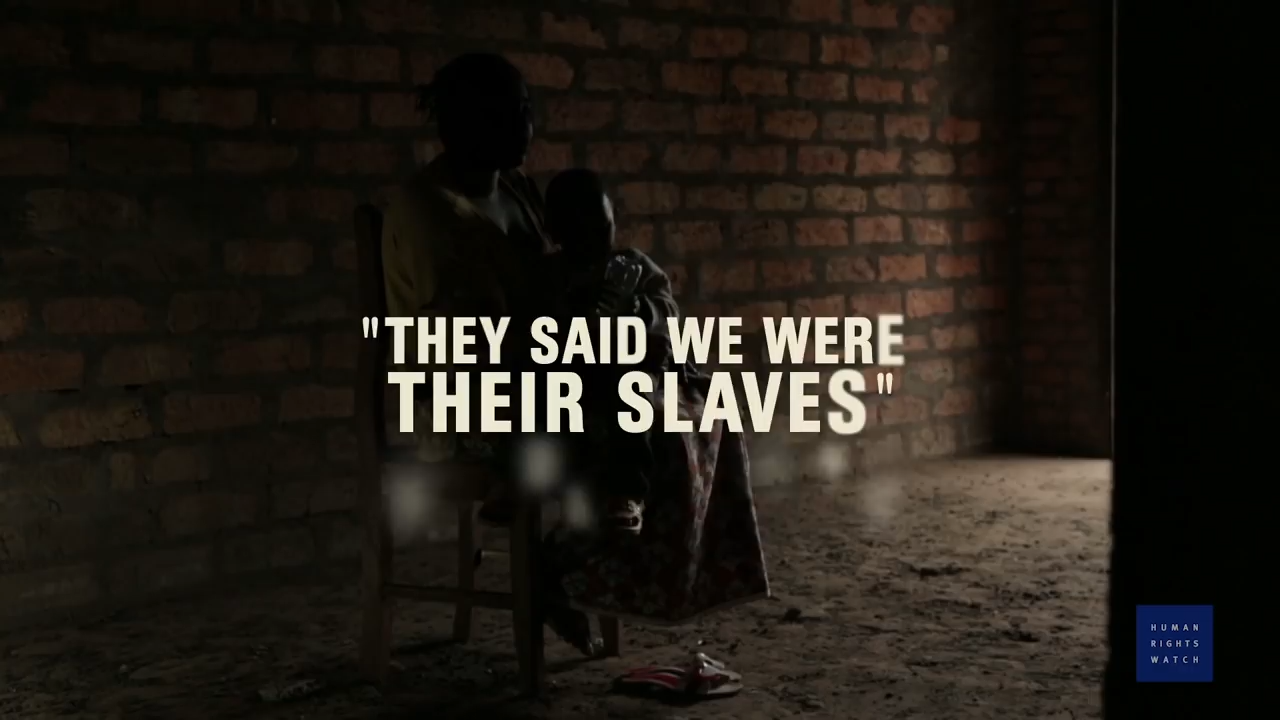 "THEY SAID WE WERE
THEIR SLAVES"
HUMAN
RIGHTS
WATCH